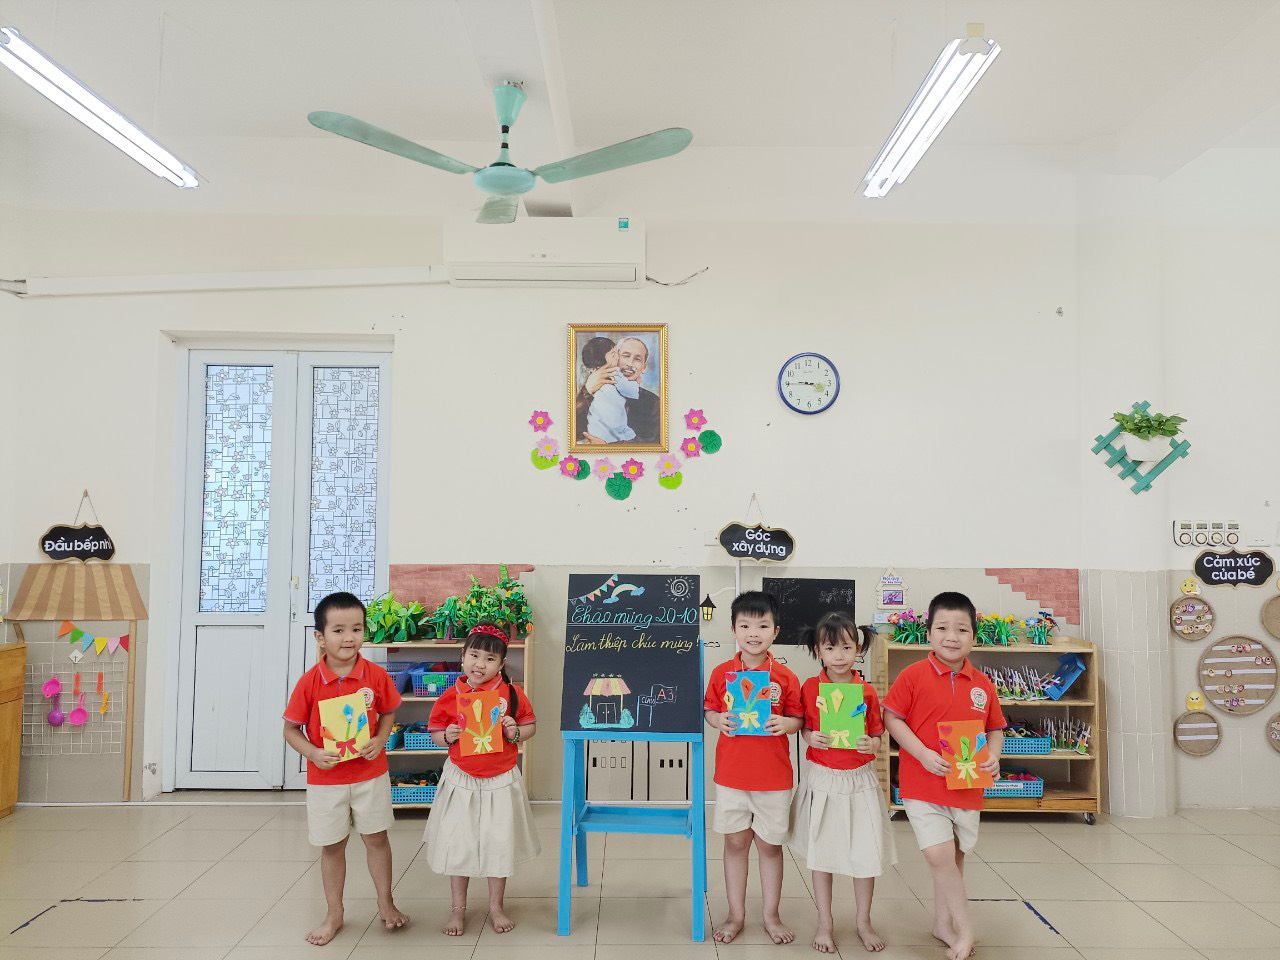 Đầu bếp nhí
Góc
xây dựng
Cảm xúc
của bé
Chào mừng 20-10
Làm thiệp chúc mừng!
A3